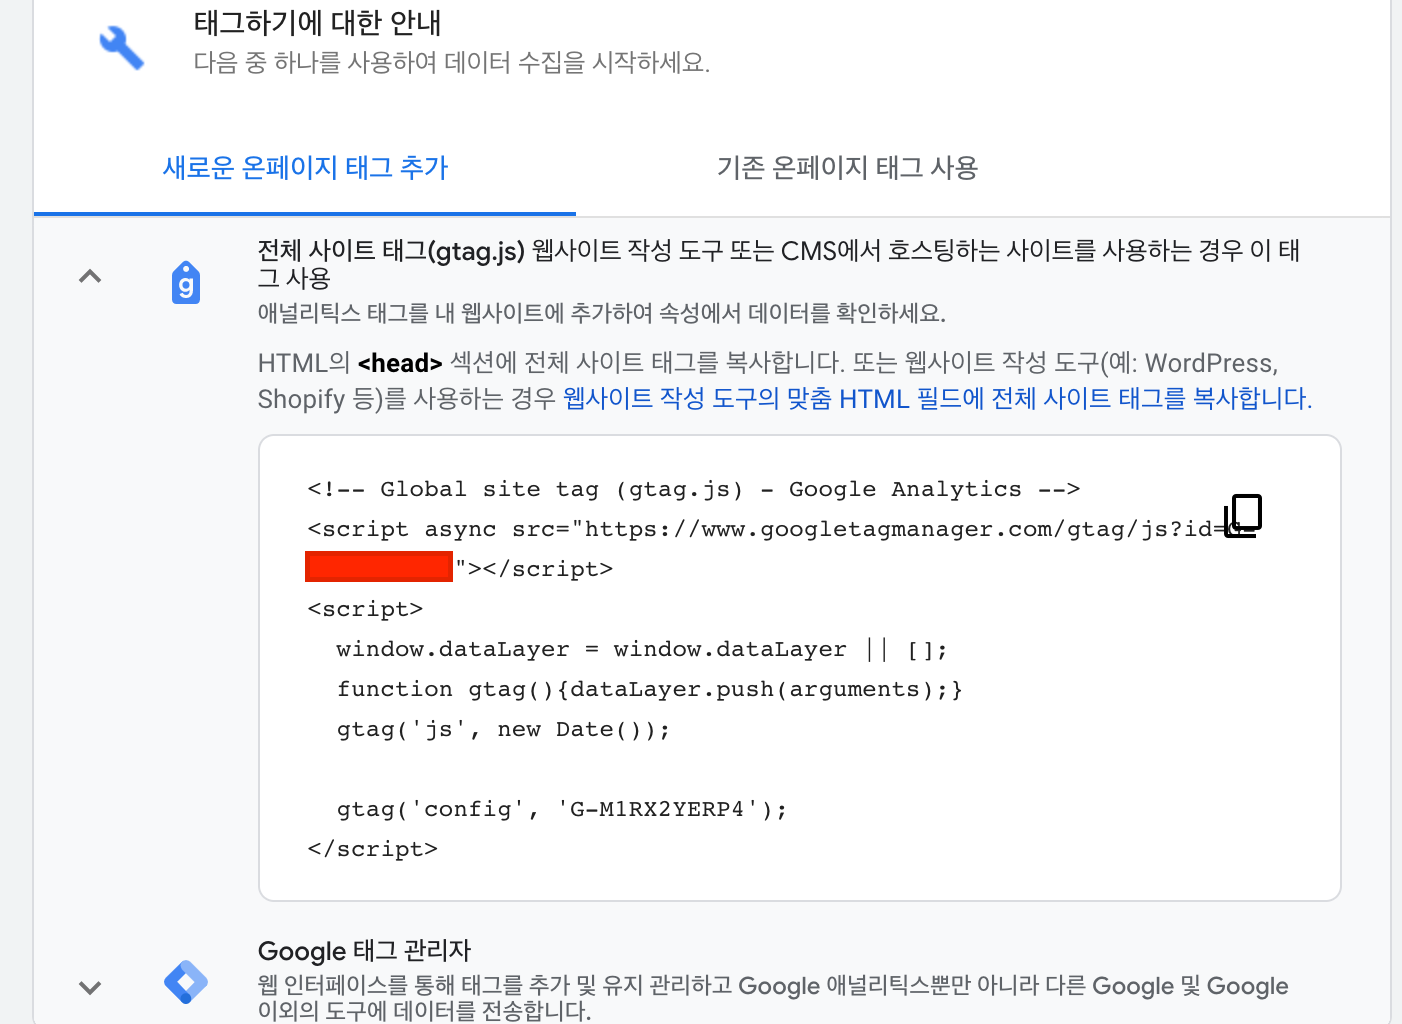 태그하기에 대한 안내
다음 중 하나를 사용하여 데이터 수집을 시작하세요.
새로운 온페이지 태그 추가
기존 온페이지 태그 사용
전체 사이트 태그(gtag.js) 웹사이트 작성 도구 또는 CMS에서 호스팅하는 사이트를 사용하는 경우 이 태
그 사용
애널리틱스 태그를 내 웹사이트에 추가하여 속성에서 데이터를 확인하세요.
HTML의 <head> 섹션에 전체 사이트 태그를 복사합니다. 또는 웹사이트 작성 도구(예: WordPress,
Shopify 등)를 사용하는 경우 웹사이트 작성 도구의 맞춤 HTML 필드에 전체 사이트 태그를 복사합니다.
<!-- Global site tag (gtag.js) - Google Analytics -->
<script async src="https://www.googletagmanager.com/gtag/js?id=G-
"></script>
<script>
window.dataLayer = window.dataLayer || [];
function gtag(){dataLayer.push(arguments);}
gtag('js', new Date());
gtag('config', 'G-M1RX2YERP4');
</script>
Google 태그 관리자
웹 인터페이스를 통해 태그를 추가 및 유지 관리하고 Google 애널리틱스뿐만 아니라 다른 Google 및 Google
이외의 도구에 데이터를 전송합니다.